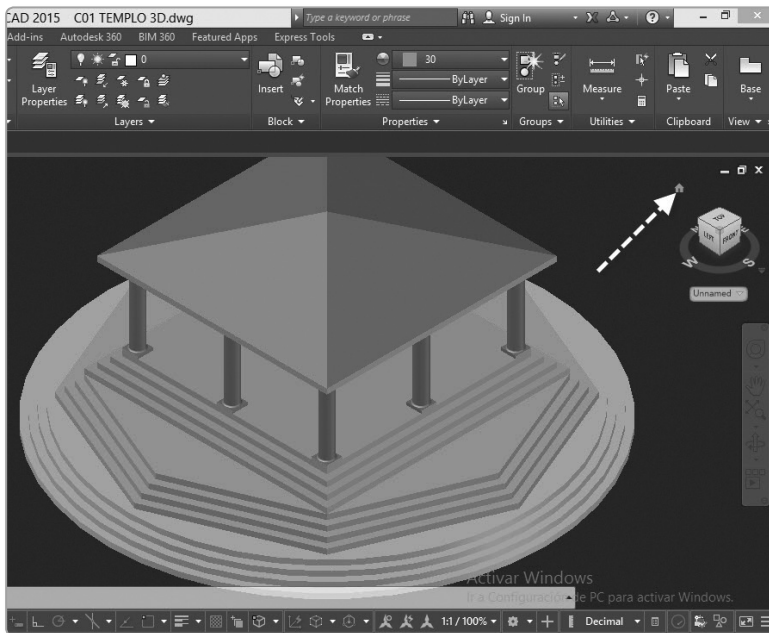 CAD 2015 C01 TEMPLO 3D.dwg
Type a keyword or phrase
Sign In
Add-ins Autodesk 360 BIM 360 Featured Apps Express Tools
0
30
ByLayer
ByLayer
Layer Properties
Insert
Match Properties
Group
Measure
Paste
Base
Layers
Block
Properties
Groups
Utilities
Clipboard
View
TOP
LEFT
FRONT
W
S
E
Unnamed
Activar Windows
Ir a Configuración de PC para activar Windows.
1:1 / 100%
Decimal